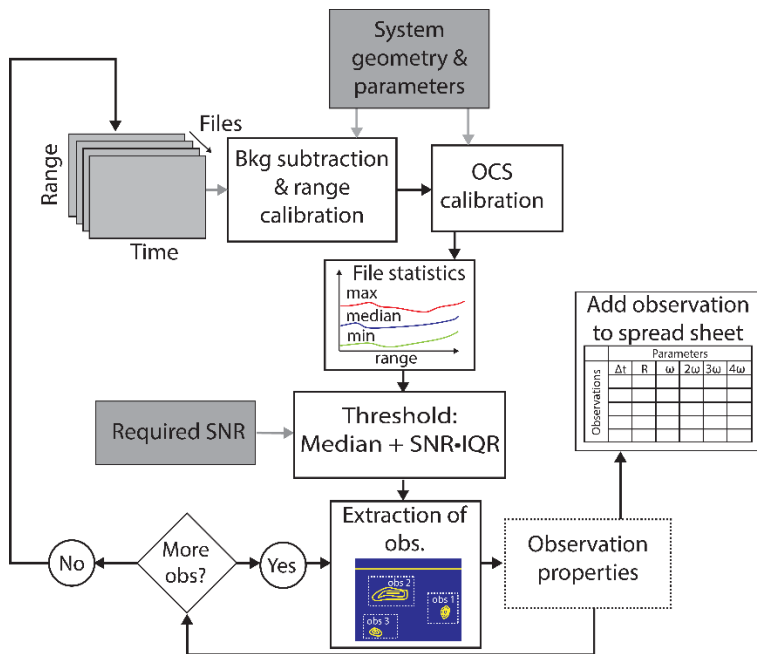 System
geometry &
parameters
Files
Range
Time
Bkg subtraction
& range
calibration
OCS
calibration
File statistics
max
median
min
range
Add observation
to spread sheet
Parameters
Δt R ω 2ω 3ω 4ω
Observations
Required SNR
Threshold:
Median + SNR•IQR
No
More
obs?
Yes
Extraction of
obs.
obs 2
obs 1
obs 3
Observation
properties